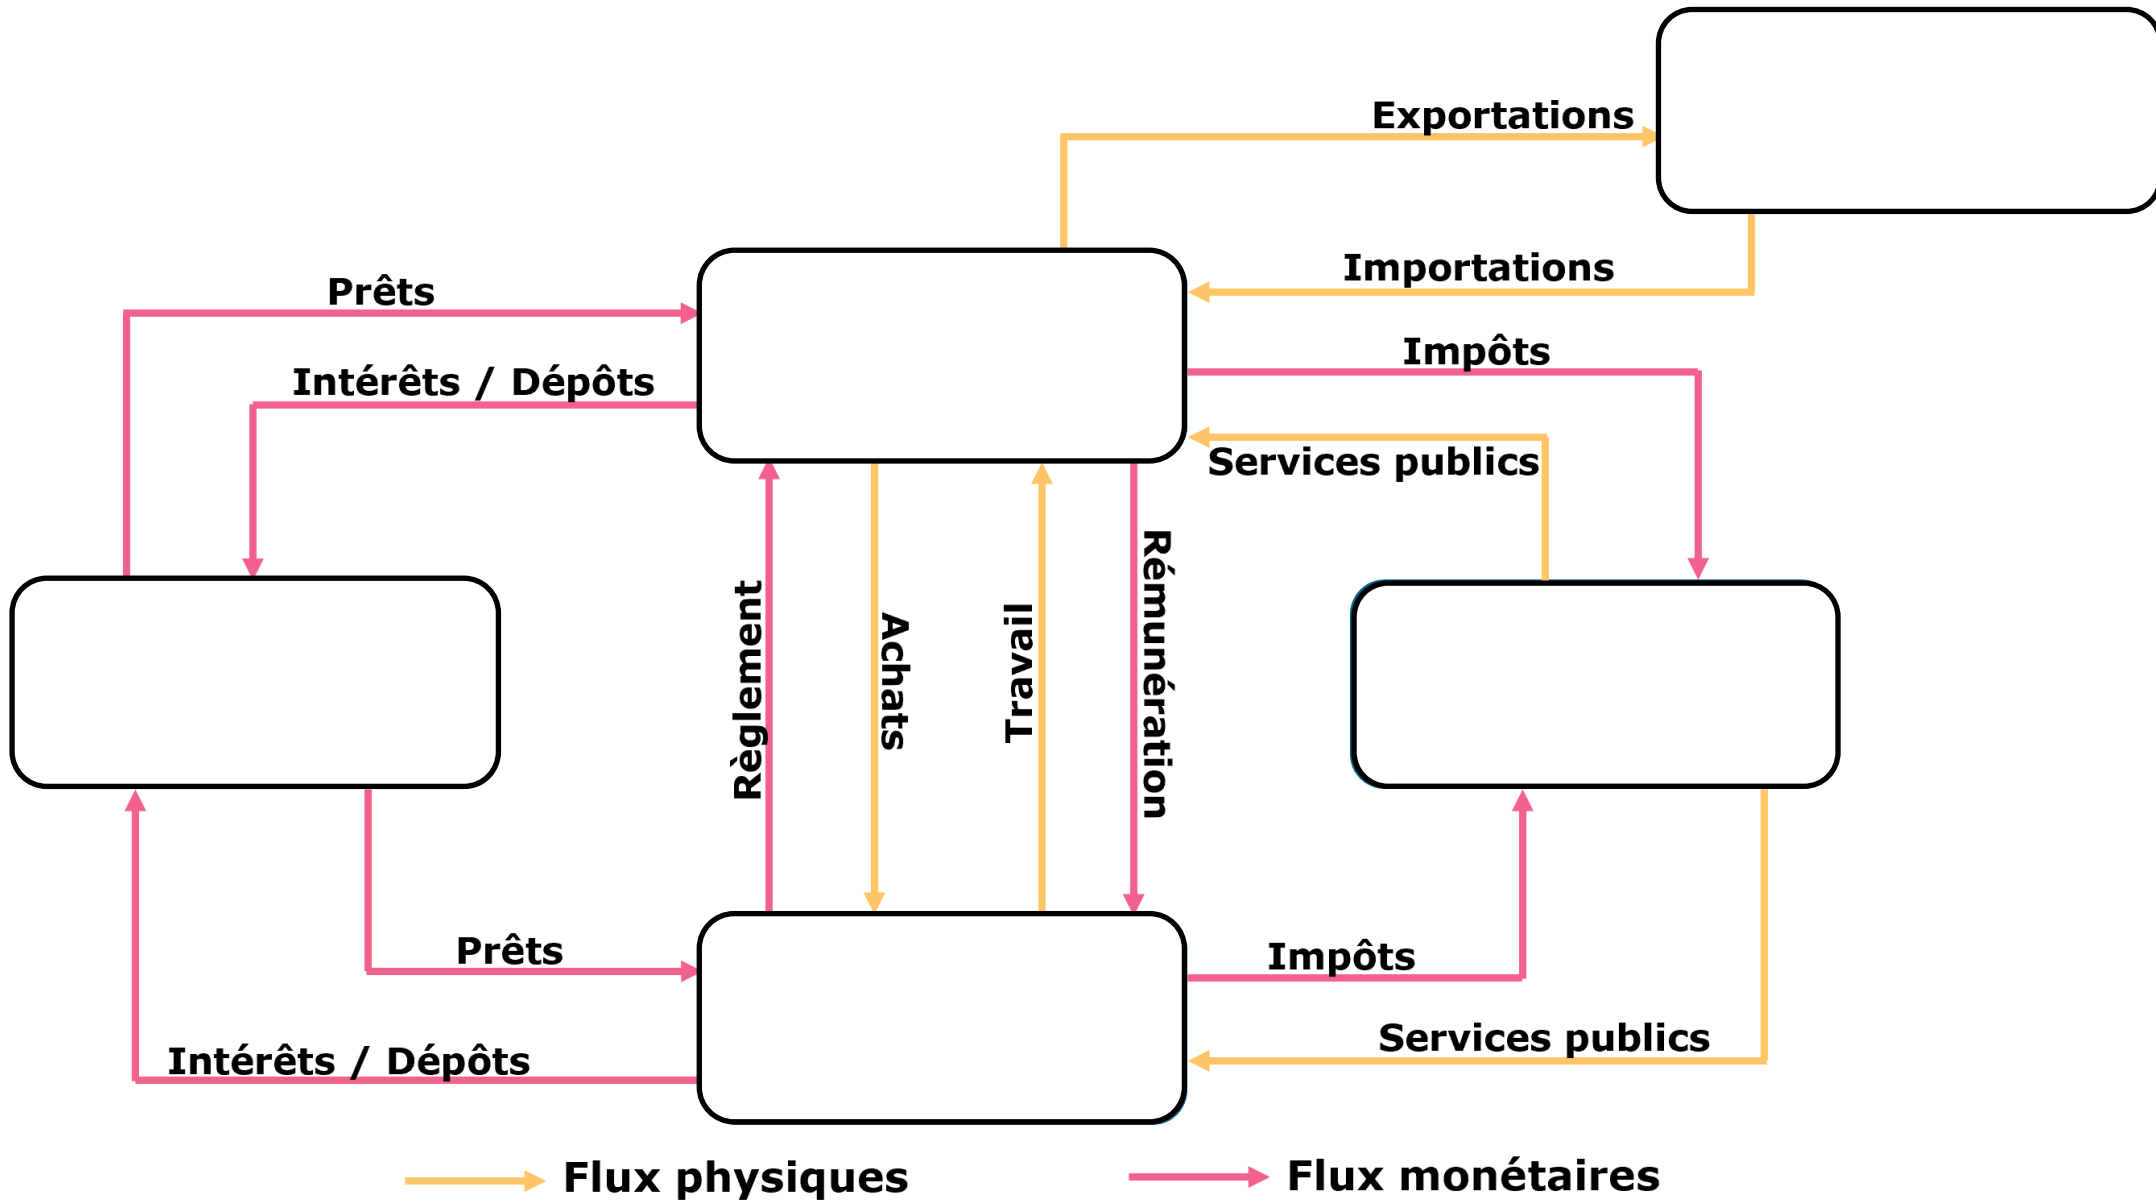 Exportations
Importations
Prêts
Impôts
Intérêts / Dépôts
Services publics
Règlement
Achats
Travail
Rémunération
Prêts
Impôts
Services publics
Intérêts / Dépôts
Flux physiques
Flux monétaires